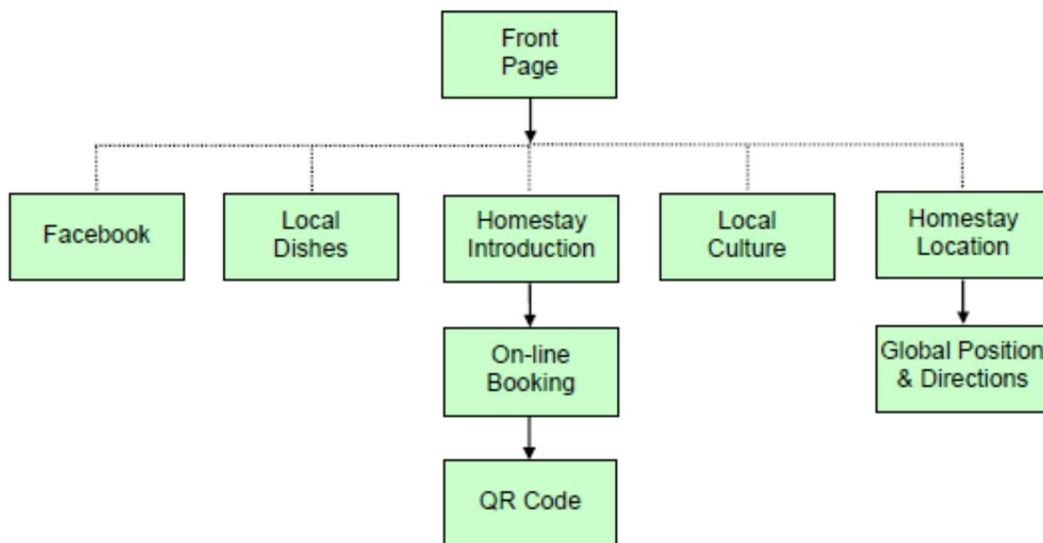 Front
Page
Facebook
Local
Dishes
Homestay
Introduction
Local
Culture
Homestay
Location
On-line
Booking
Global Position
& Directions
QR Code